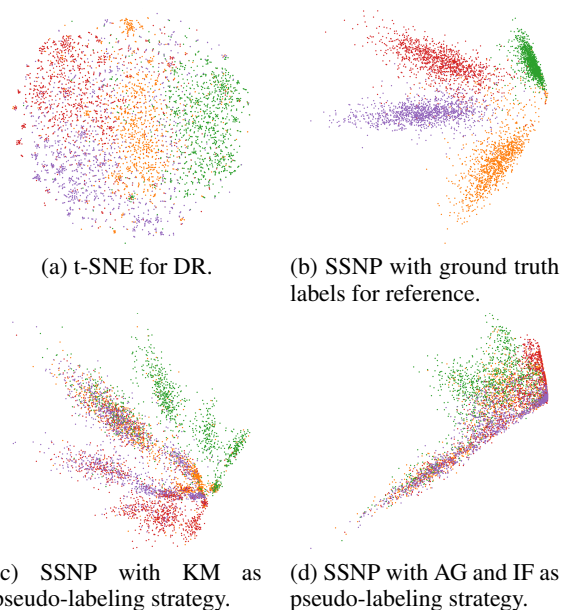 (a) t-SNE for DR.
(b) SSNP with ground truth
labels for reference.
c) SSNP with KM as
pseudo-labeling strategy.
(d) SSNP with AG and IF as
pseudo-labeling strategy.